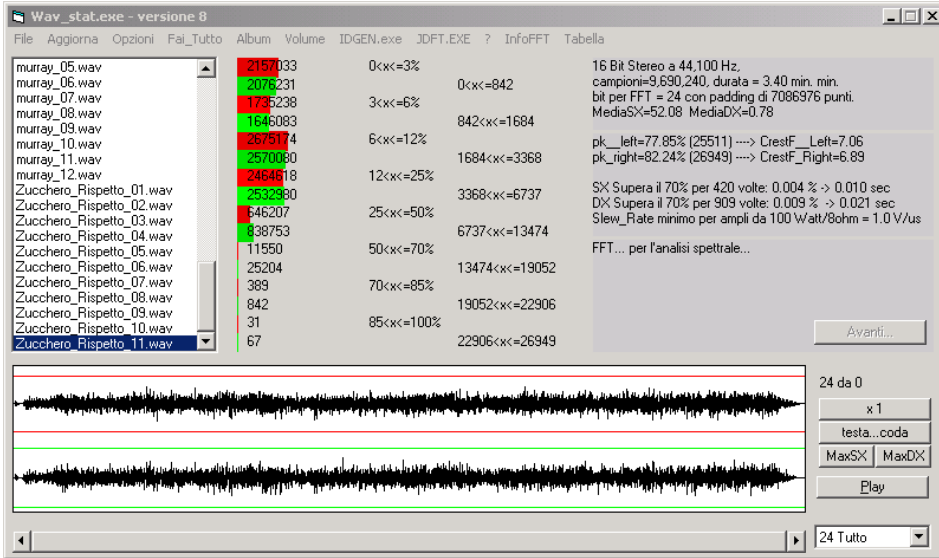 Wav_stat.exe - versione 8
File Aggiorna Opzioni Fai_Tutto Album Volume IDGEN.exe JDFT.EXE ? InfoFFT Tabella
murray_05.wav
murray_06.wav
murray_07.wav
murray_08.wav
murray_09.wav
murray_10.wav
murray_11.wav
murray_12.wav
Zucchero_Rispetto_01.wav
Zucchero_Rispetto_02.wav
Zucchero_Rispetto_03.wav
Zucchero_Rispetto_04.wav
Zucchero_Rispetto_05.wav
Zucchero_Rispetto_06.wav
Zucchero_Rispetto_07.wav
Zucchero_Rispetto_08.wav
Zucchero_Rispetto_09.wav
Zucchero_Rispetto_10.wav
Zucchero_Rispetto_11.wav
2157033 0<x<=3%
2076231 0<x<=842
1735238 3<x<=6%
1646083 842<x<=1684
2675174 6<x<=12%
2570080 1684<x<=3368
2464618 12<x<=25%
2532980 3368<x<=6737
646207 25<x<=50%
838753 6737<x<=13474
11550 50<x<=70%
25204 13474<x<=19052
389 70<x<=85%
842 19052<x<=22906
31 85<x<=100%
67 22906<x<=26949
16 Bit Stereo a 44,100 Hz,
campioni=9,690,240, durata = 3.40 min. min.
bit per FFT = 24 con padding di 7086976 punti.
MediaSX=52.08 MediaDX=0.78
pk__left=77.85% (25511) ----> CrestF__Left=7.06
pk_right=82.24% (26949) ----> CrestF_Right=6.89
SX Supera il 70% per 420 volte: 0.004 % -> 0.010 sec
DX Supera il 70% per 909 volte: 0.009 % -> 0.021 sec
Slew_Rate minimo per ampli da 100 Watt/8ohm = 1.0 V/us
FFT... per l'analisi spettrale...
Avanti...
24 da 0
x 1
testa...coda
MaxSX MaxDX
Play
24 Tutto